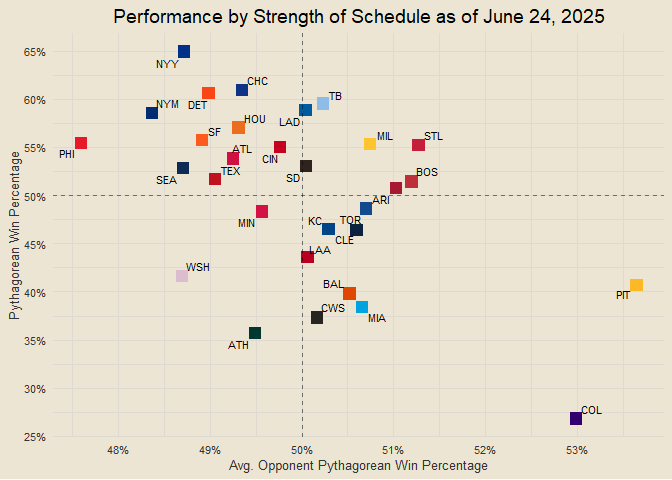 Performance by Strength of Schedule as of June 24, 2025
65%
NYY
CHC
60%
NYM
DET
TB
HOU
LAD
SF
MIL
STL
55%
PHI
ATL
CIN
SEA
TEX
SD
BOS
50%
ARI
MIN
KC
TOR
CLE
45%
LAA
WSH
40%
BAL
PIT
CWS
MIA
35%
ATH
30%
COL
25%
48%
49%
50%
51%
52%
53%
Avg. Opponent Pythagorean Win Percentage
Pythagorean Win Percentage